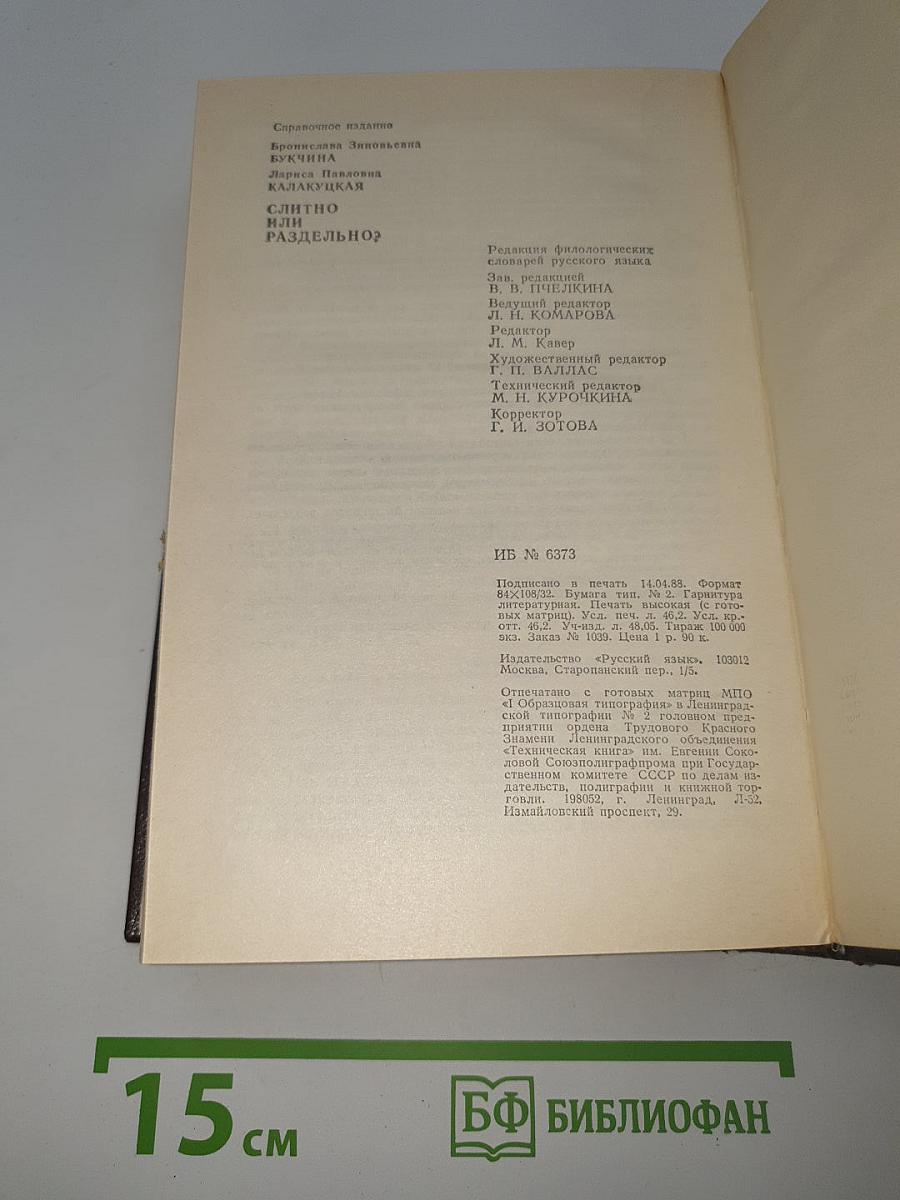 Справочное издание
Бронислава Зиновьевна
БУКЧИНА
Лариса Павловна
КАЛАКУЦКАЯ
СЛИТНО
ИЛИ
РАЗДЕЛЬНО?
Редакция филологических
словарей русского языка
Зав. редакцией
В. В. ПЧЕЛКИНА
Ведущий редактор
Л. Н. КОМАРОВА
Редактор
Л. М. Кавер
Художественный редактор
Г. П. ВАЛЛАС
Технический редактор
М. Н. КУРОЧКИНА
Корректор
Г. И. ЗОТОВА
ИБ № 6373
Подписано в печать 14.04.88. Формат
84×108/32. Бумага тип. № 2. Гарнитура
литературная. Печать высокая (с гото-
вых матриц). Усл. печ. л. 46,2. Усл. кр.-
отт. 46,2. Уч-изд. л. 48,05. Тираж 100 000
экз. Заказ № 1039. Цена 1 р. 90 к.
Издательство «Русский язык». 103012
Москва, Старопанский пер., 1/5.
Отпечатано с готовых матриц МПО
«I Образцовая типография» в Ленинград-
ской типографии № 2 головном пред-
приятии ордена Трудового Красного
Знамени Ленинградского объединения
«Техническая книга» им. Евгении Соко-
ловой Союзполиграфпрома при Государ-
ственном комитете СССР по делам из-
дательств, полиграфии и книжной тор-
говли. 198052, г. Ленинград, Л-52,
Измайловский проспект, 29.
15 см
БФ БИБЛИОФАН